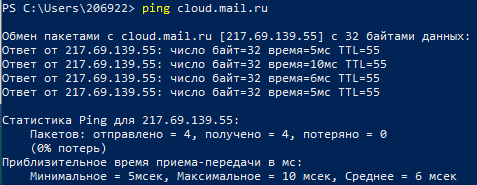 PS C:\Users\206922> ping cloud.mail.ru
Обмен пакетами с cloud.mail.ru [217.69.139.55] с 32 байтами данных:
Ответ от 217.69.139.55: число байт=32 время=5мс TTL=55
Ответ от 217.69.139.55: число байт=32 время=10мс TTL=55
Ответ от 217.69.139.55: число байт=32 время=6мс TTL=55
Ответ от 217.69.139.55: число байт=32 время=5мс TTL=55
Статистика Ping для 217.69.139.55:
Пакетов: отправлено = 4, получено = 4, потеряно = 0
(0% потерь)
Приблизительное время приема-передачи в мс:
Минимальное = 5мсек, Максимальное = 10 мсек, Среднее = 6 мсек